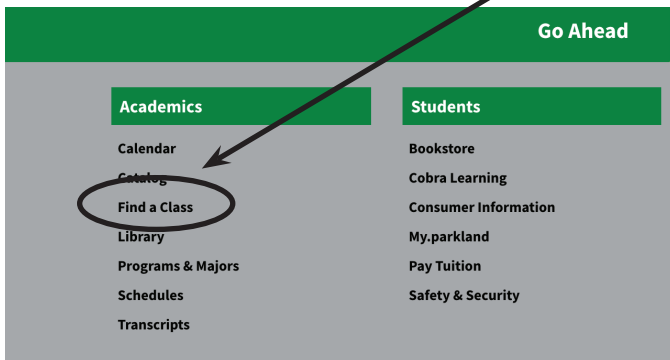 Go Ahead
Academics
Calendar
Catalog
Find a Class
Library
Programs & Majors
Schedules
Transcripts
Students
Bookstore
Cobra Learning
Consumer Information
My.parkland
Pay Tuition
Safety & Security